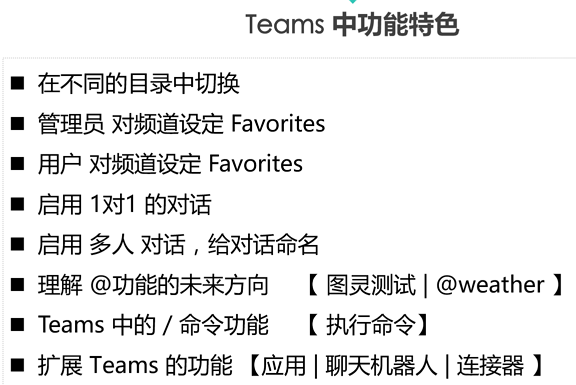 Teams 中功能特色
■ 在不同的目录中切换
■ 管理员 对频道设定 Favorites
■ 用户 对频道设定 Favorites
■ 启用 1对1 的对话
■ 启用 多人 对话，给对话命名
■ 理解 @功能的未来方向 【 图灵测试 | @weather 】
■ Teams 中的 / 命令功能 【 执行命令】
■ 扩展 Teams 的功能 【应用 | 聊天机器人 | 连接器 】